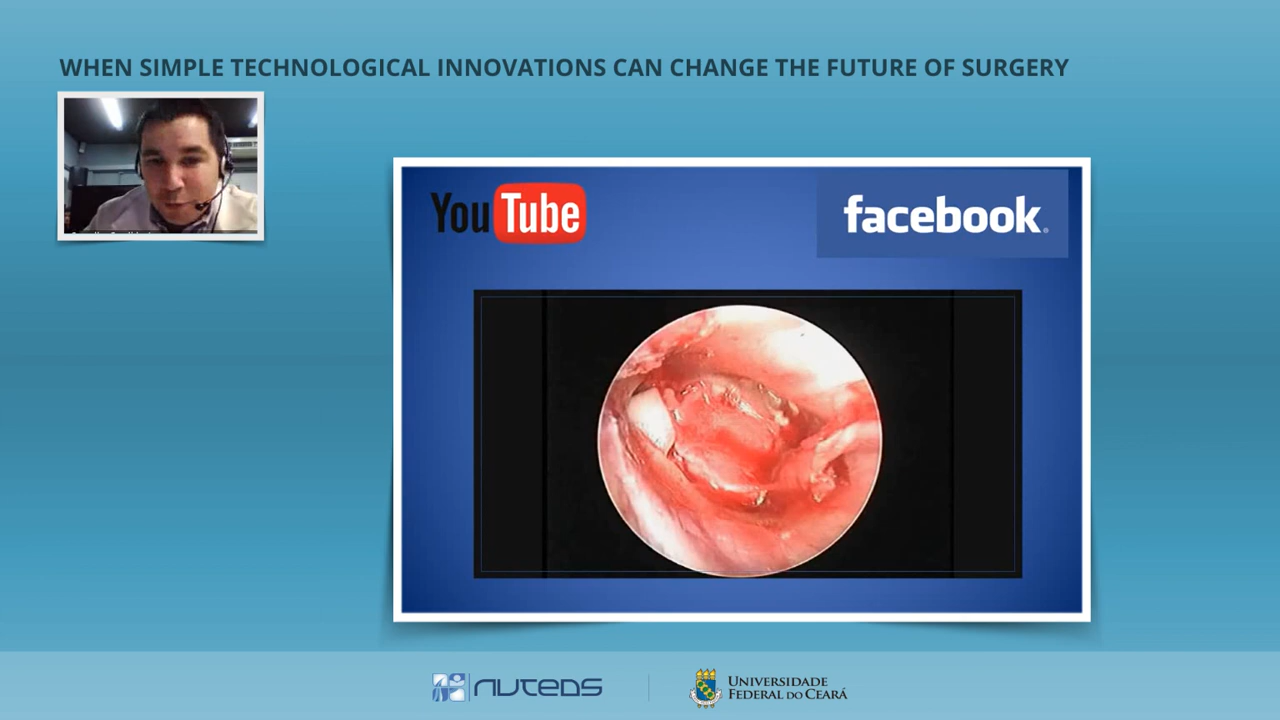 WHEN SIMPLE TECHNOLOGICAL INNOVATIONS CAN CHANGE THE FUTURE OF SURGERY
YouTube
facebook®
NUTEDS
UNIVERSIDADE
FEDERAL DO CEARÁ